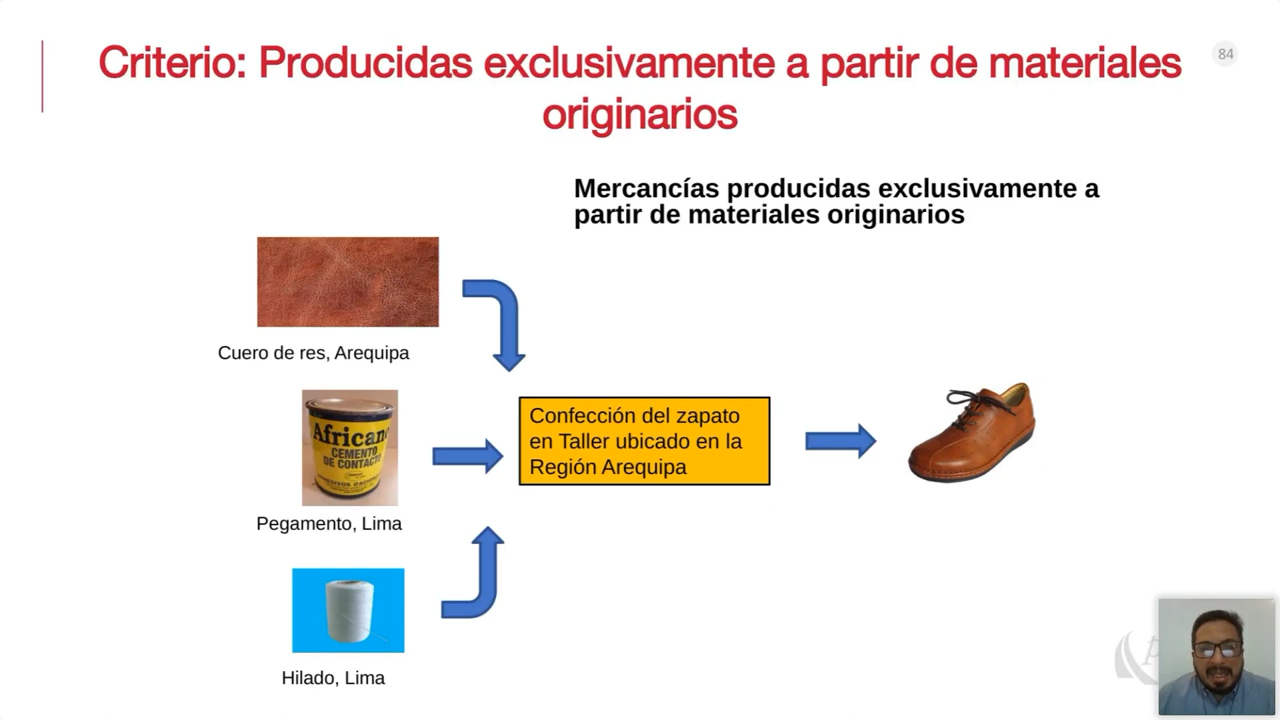 84
Criterio: Producidas exclusivamente a partir de materiales
originarios
Mercancías producidas exclusivamente a
partir de materiales originarios
Cuero de res, Arequipa
African
CEMENTO
DE CONTACTO
Pegamento, Lima
Confección del zapato
en Taller ubicado en la
Región Arequipa
Hilado, Lima